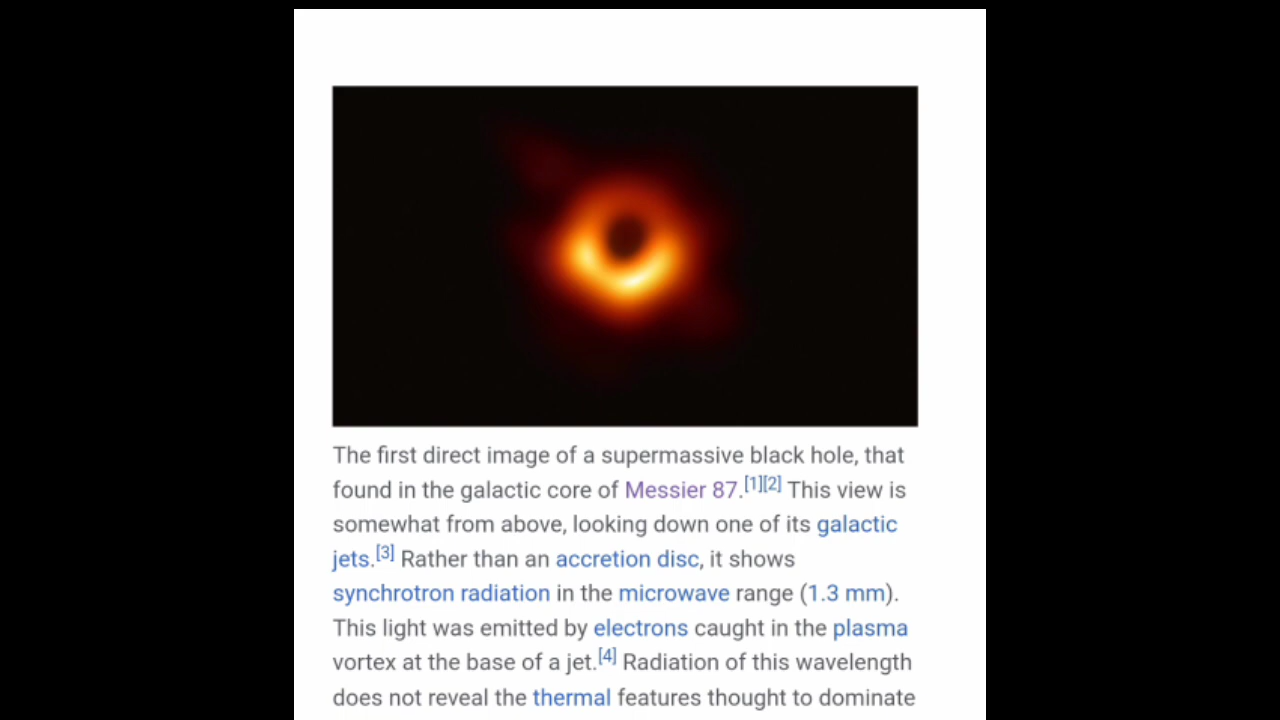 The first direct image of a supermassive black hole, that
found in the galactic core of Messier 87.[1][2] This view is
somewhat from above, looking down one of its galactic
jets.[3] Rather than an accretion disc, it shows
synchrotron radiation in the microwave range (1.3 mm).
This light was emitted by electrons caught in the plasma
vortex at the base of a jet.[4] Radiation of this wavelength
does not reveal the thermal features thought to dominate